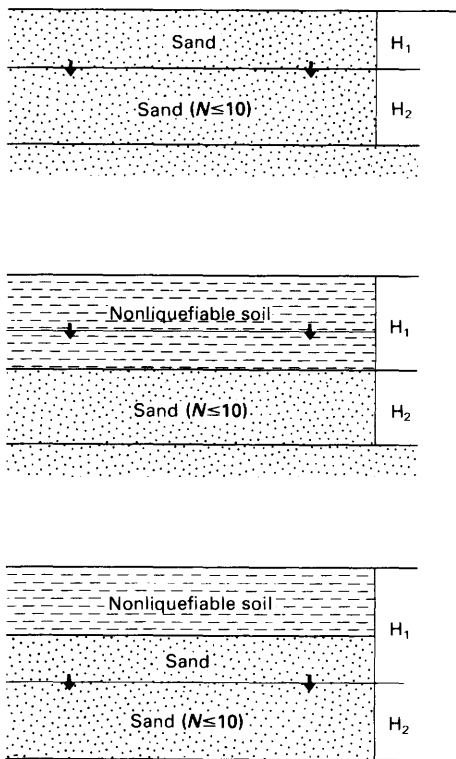 Sand
H₁
Sand (N≤10)
H₂
Nonliquefiable soil
H₁
Sand (N≤10)
H₂
Nonliquefiable soil
H₁
Sand
Sand (N≤10)
H₂